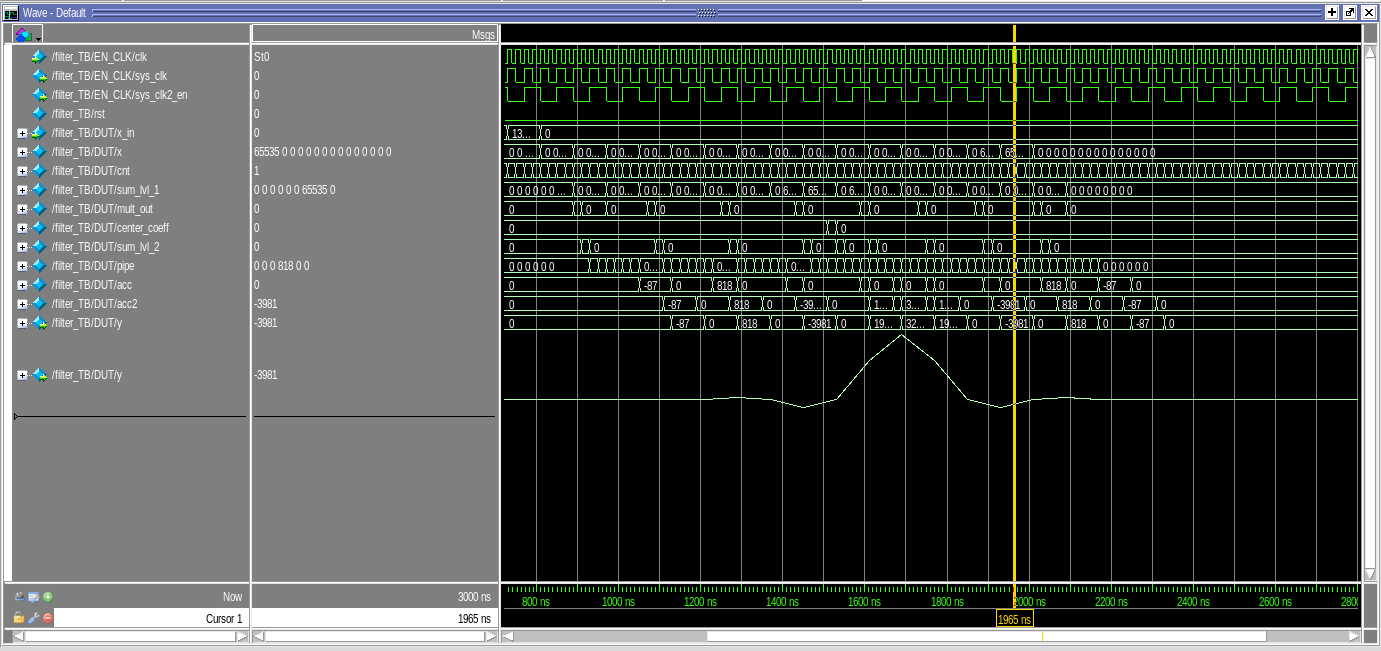 Wave - Default
Msgs
/filter_TB/EN_CLK/clk St0
/filter_TB/EN_CLK/sys_clk 0
/filter_TB/EN_CLK/sys_clk2_en 0
/filter_TB/rst 0
/filter_TB/DUT/x_in 0 13... 0
/filter_TB/DUT/x 65535 0 0 0 0 0 0 0 0 0 0 0 0 0 0 0 0 0... 0 0... 0 0... 0 0... 0 0... 0 0... 0 0... 0 0... 0 0... 0 0... 0 0... 0 0... 0 0... 0 0... 0 6... 65... 0 0 0 0 0 0 0 0 0 0 0 0 0 0 0 0
/filter_TB/DUT/cnt 1
/filter_TB/DUT/sum_lvl_1 0 0 0 0 0 0 65535 0 0 0 0 0 0 0 ... 0 0... 0 0... 0 0... 0 0... 0 0... 0 0... 0 6... 65... 0 6... 0 0... 0 0... 0 0... 0 0... 0 0... 0 0... 0 0 0 0 0 0 0 0
/filter_TB/DUT/mult_out 0 0 0 0 0 0 0 0 0 0 0 0
/filter_TB/DUT/center_coeff 0 0 0
/filter_TB/DUT/sum_lvl_2 0 0 0 0 0 0 0 0 0 0 0
/filter_TB/DUT/pipe 0 0 0 818 0 0 0 0 0 0 0 0 0... 0... 0... 0 0 0 0 0 0
/filter_TB/DUT/acc 0 0 -87 0 818 0 0 0 0 0 0 0 818 0 -87 0
/filter_TB/DUT/acc2 -3981 0 -87 0 818 0 -39... 0 1... 3... 1... 0 -3981 0 818 0 -87 0
/filter_TB/DUT/y -3981 0 -87 0 818 0 -3981 0 19... 32... 19... 0 -3981 0 818 0 -87 0
/filter_TB/DUT/y -3981
Now 3000 ns 800 ns 1000 ns 1200 ns 1400 ns 1600 ns 1800 ns 2000 ns 2200 ns 2400 ns 2600 ns 2800
Cursor 1 1965 ns 1965 ns